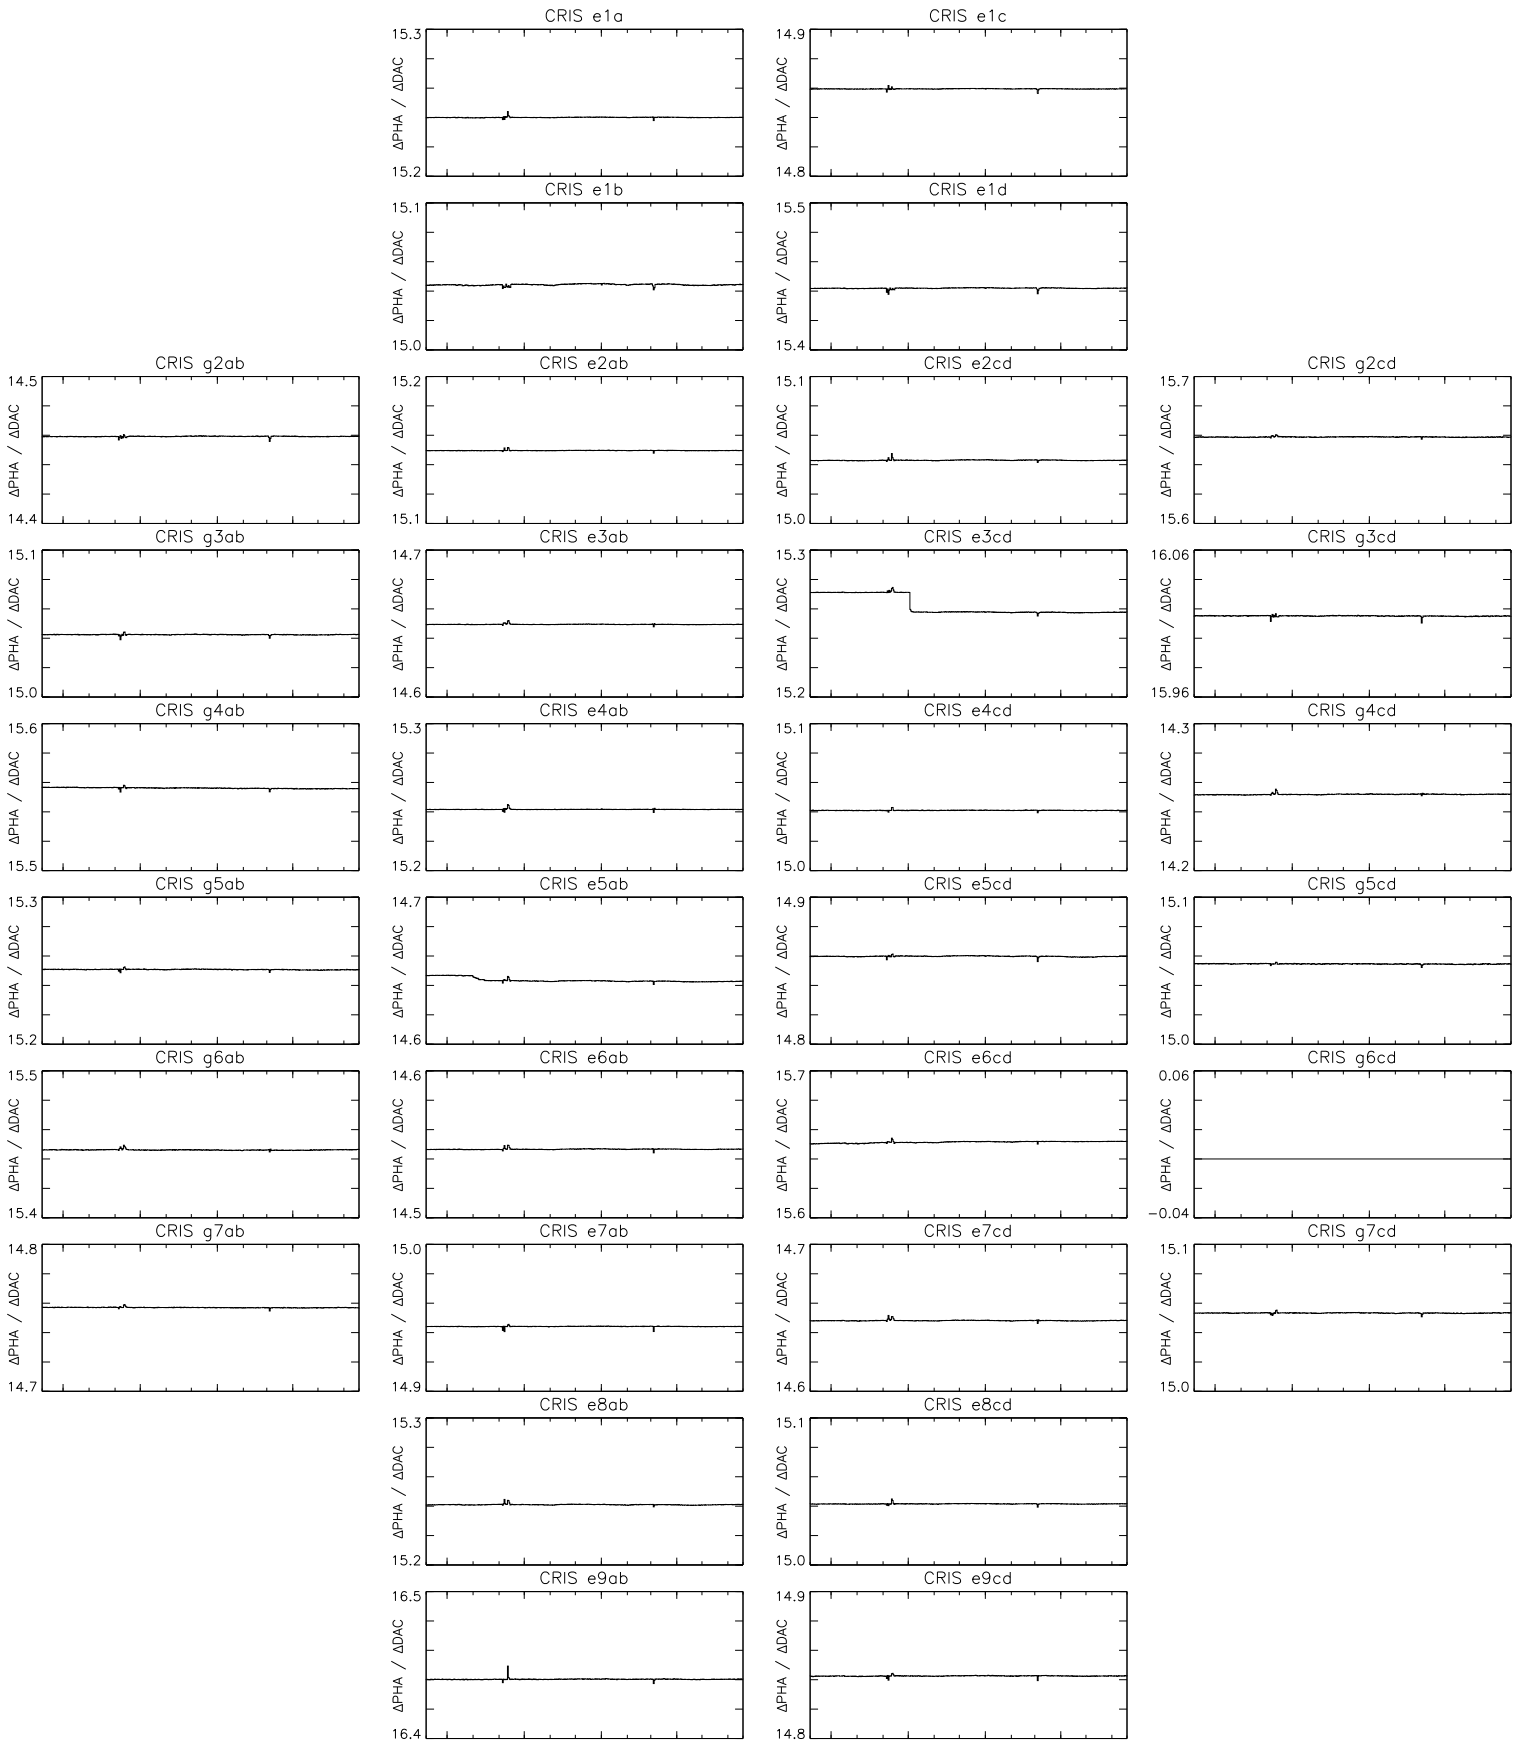 CRIS e1a
CRIS e1c
15.3
ΔPHA / ΔDAC
15.2
14.9
ΔPHA / ΔDAC
14.8
CRIS e1b
CRIS e1d
15.1
ΔPHA / ΔDAC
15.0
15.5
ΔPHA / ΔDAC
15.4
CRIS g2ab
CRIS e2ab
CRIS e2cd
CRIS g2cd
14.5
ΔPHA / ΔDAC
14.4
15.2
ΔPHA / ΔDAC
15.1
15.1
ΔPHA / ΔDAC
15.0
15.7
ΔPHA / ΔDAC
15.6
CRIS g3ab
CRIS e3ab
CRIS e3cd
CRIS g3cd
15.1
ΔPHA / ΔDAC
15.0
14.7
ΔPHA / ΔDAC
14.6
15.3
ΔPHA / ΔDAC
15.2
16.06
ΔPHA / ΔDAC
15.96
CRIS g4ab
CRIS e4ab
CRIS e4cd
CRIS g4cd
15.6
ΔPHA / ΔDAC
15.5
15.3
ΔPHA / ΔDAC
15.2
15.1
ΔPHA / ΔDAC
15.0
14.3
ΔPHA / ΔDAC
14.2
CRIS g5ab
CRIS e5ab
CRIS e5cd
CRIS g5cd
15.3
ΔPHA / ΔDAC
15.2
14.7
ΔPHA / ΔDAC
14.6
14.9
ΔPHA / ΔDAC
14.8
15.1
ΔPHA / ΔDAC
15.0
CRIS g6ab
CRIS e6ab
CRIS e6cd
CRIS g6cd
15.5
ΔPHA / ΔDAC
15.4
14.6
ΔPHA / ΔDAC
14.5
15.7
ΔPHA / ΔDAC
15.6
0.06
ΔPHA / ΔDAC
−0.04
CRIS g7ab
CRIS e7ab
CRIS e7cd
CRIS g7cd
14.8
ΔPHA / ΔDAC
14.7
15.0
ΔPHA / ΔDAC
14.9
14.7
ΔPHA / ΔDAC
14.6
15.1
ΔPHA / ΔDAC
15.0
CRIS e8ab
CRIS e8cd
15.3
ΔPHA / ΔDAC
15.2
15.1
ΔPHA / ΔDAC
15.0
CRIS e9ab
CRIS e9cd
16.5
ΔPHA / ΔDAC
16.4
14.9
ΔPHA / ΔDAC
14.8